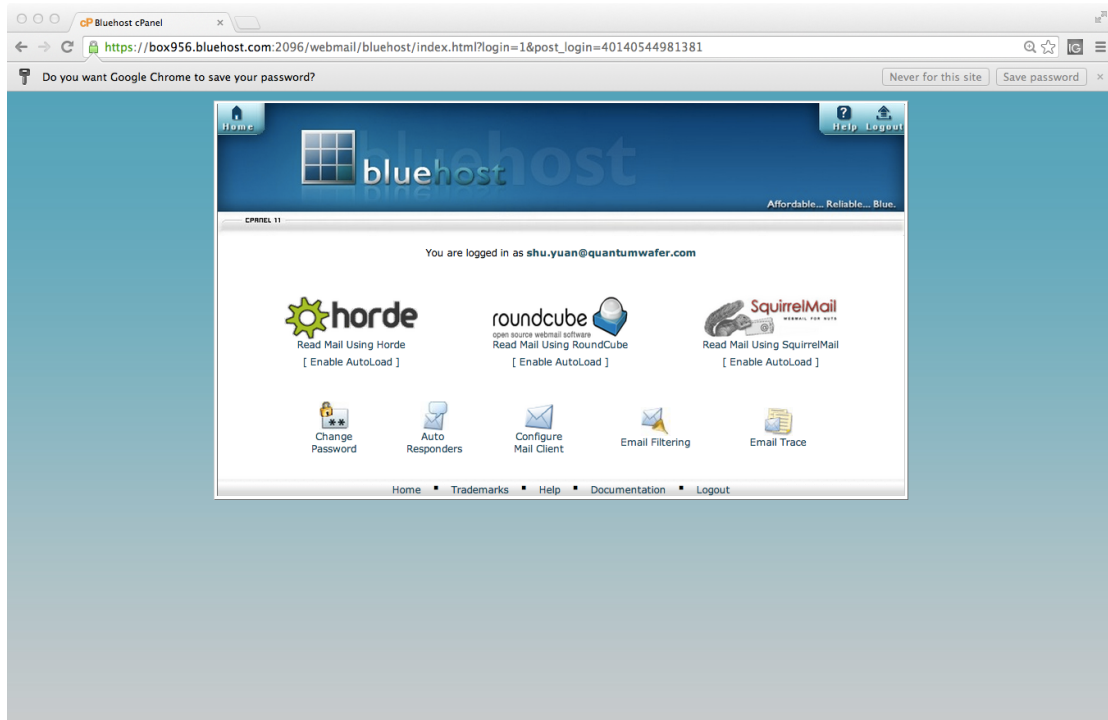 cP Bluehost cPanel
https://box956.bluehost.com:2096/webmail/bluehost/index.html?login=1&post_login=40140544981381
Do you want Google Chrome to save your password? Never for this site Save password
Home
Help Logout
bluehost
Affordable... Reliable... Blue.
CPANEL 11
You are logged in as shu.yuan@quantumwafer.com
horde
roundcube
open source webmail software
SquirrelMail
WEBMAIL FOR NUTS
Read Mail Using Horde Read Mail Using RoundCube Read Mail Using SquirrelMail
[ Enable AutoLoad ] [ Enable AutoLoad ] [ Enable AutoLoad ]
Change Password
Auto Responders
Configure Mail Client
Email Filtering
Email Trace
Home ▪ Trademarks ▪ Help ▪ Documentation ▪ Logout